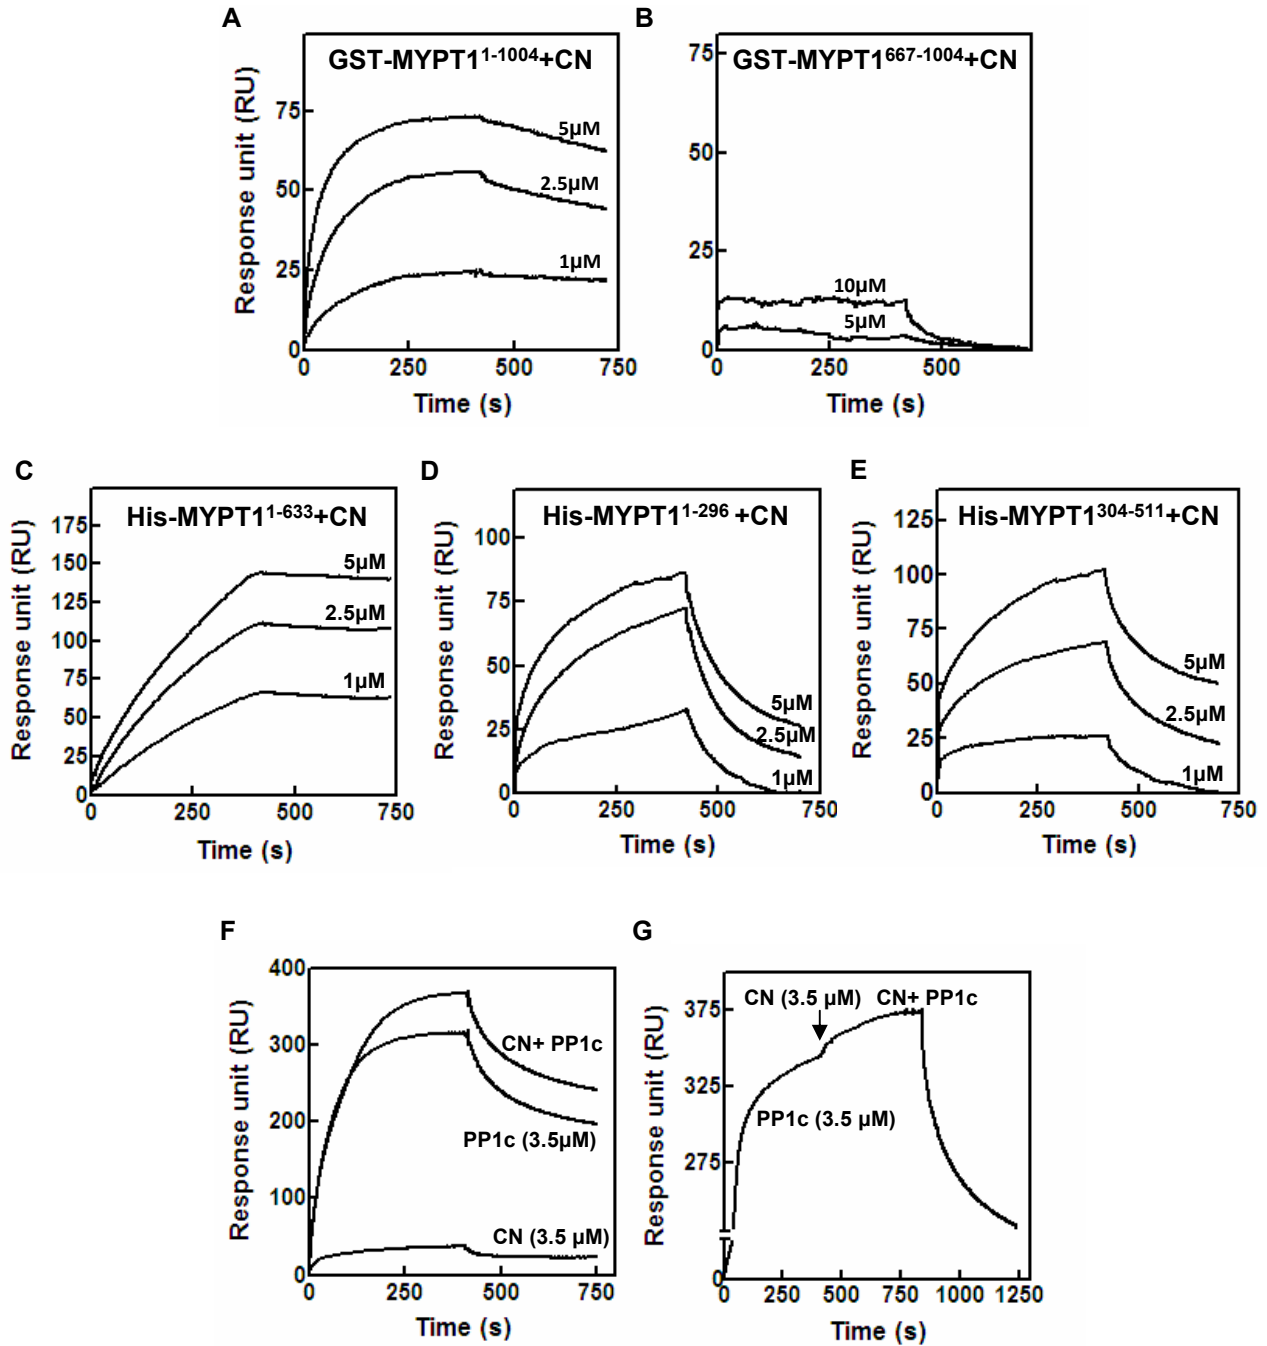 A
GST-MYPT1¹⁻¹⁰⁰⁴+CN
Response unit (RU)
75
50
25
0
5µM
2.5µM
1µM
0 250 500 750
Time (s)
B
GST-MYPT1⁶⁶⁷⁻¹⁰⁰⁴+CN
75
50
25
0
10µM
5µM
0 250 500
Time (s)
C
His-MYPT1¹⁻⁶³³+CN
Response unit (RU)
175
150
125
100
75
50
25
0
5µM
2.5µM
1µM
0 250 500 750
Time (s)
D
His-MYPT1¹⁻²⁹⁶ +CN
Response unit (RU)
100
75
50
25
0
5µM
2.5µM
1µM
0 250 500 750
Time (s)
E
His-MYPT1³⁰⁴⁻⁵¹¹+CN
Response unit (RU)
125
100
75
50
25
0
5µM
2.5µM
1µM
0 250 500 750
Time (s)
F
Response unit (RU)
400
300
200
100
0
CN+ PP1c
PP1c (3.5µM)
CN (3.5 µM)
0 250 500 750
Time (s)
G
Response unit (RU)
375
325
275
0
CN (3.5 µM) CN+ PP1c
PP1c (3.5 µM)
0 250 500 750 1000 1250
Time (s)